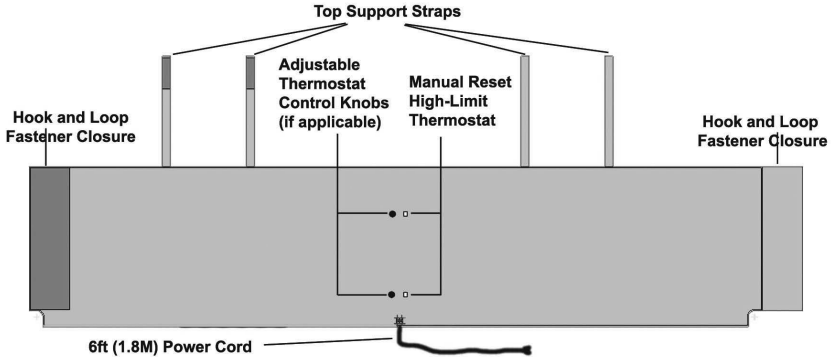 Top Support Straps
Adjustable
Thermostat
Control Knobs
(if applicable)
Manual Reset
High-Limit
Thermostat
Hook and Loop
Fastener Closure
Hook and Loop
Fastener Closure
6ft (1.8M) Power Cord